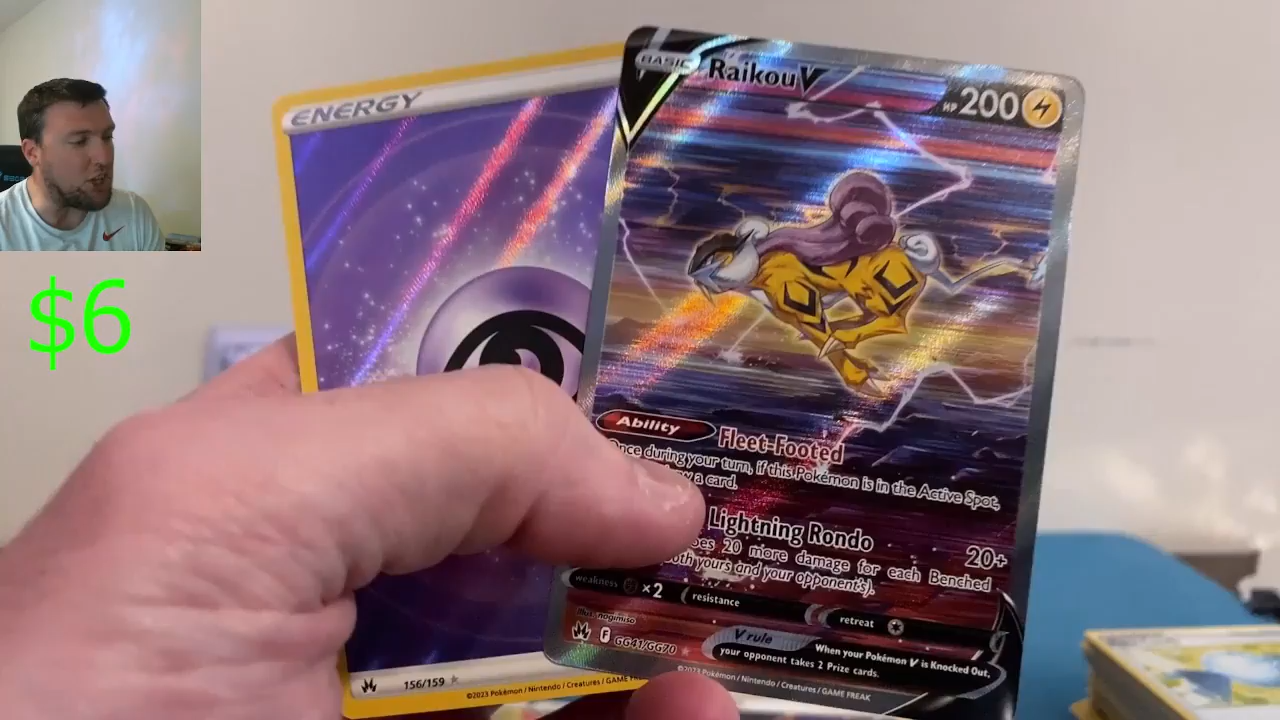 $6
ENERGY
156/159
©2023 Pokémon / Nintendo / Creatures / GAME FREAK
BASIC
Raikou V
HP 200
Ability
Fleet-Footed
Once during your turn, if this Pokémon is in the Active Spot,
a card.
Lightning Rondo
20+
20 more damage for each Benched
yours and your opponent's).
weakness ×2
resistance
retreat
Illus. nogimiso
F GG41/GG70
V rule
When your Pokémon V is Knocked Out,
your opponent takes 2 Prize cards.
©2023 Pokémon / Nintendo / Creatures / GAME FREAK